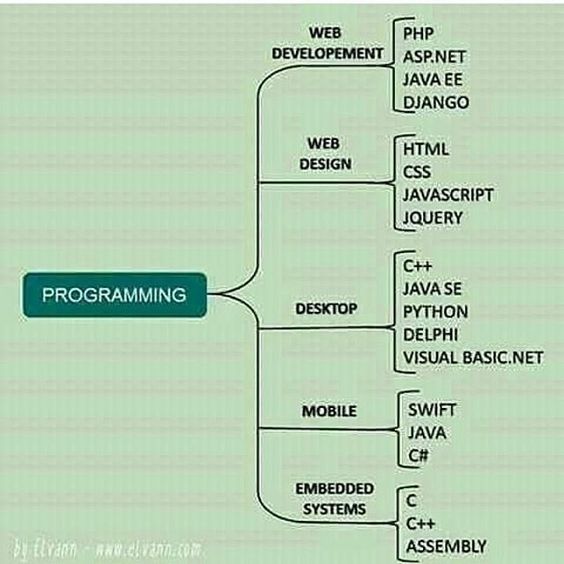 WEB
DEVELOPEMENT
PHP
ASP.NET
JAVA EE
DJANGO
WEB
DESIGN
HTML
CSS
JAVASCRIPT
JQUERY
PROGRAMMING
DESKTOP
C++
JAVA SE
PYTHON
DELPHI
VISUAL BASIC.NET
MOBILE
SWIFT
JAVA
C#
EMBEDDED
SYSTEMS
C
C++
ASSEMBLY
by Elvann - www.elvann.com